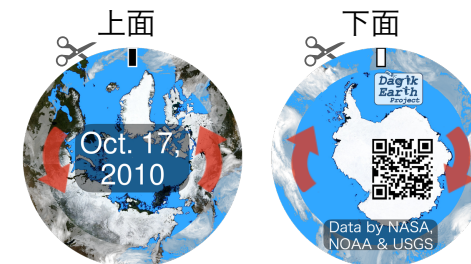 上面
下面
Oct. 17,
2010
Dagik
Earth
Project
Data by NASA,
NOAA & USGS